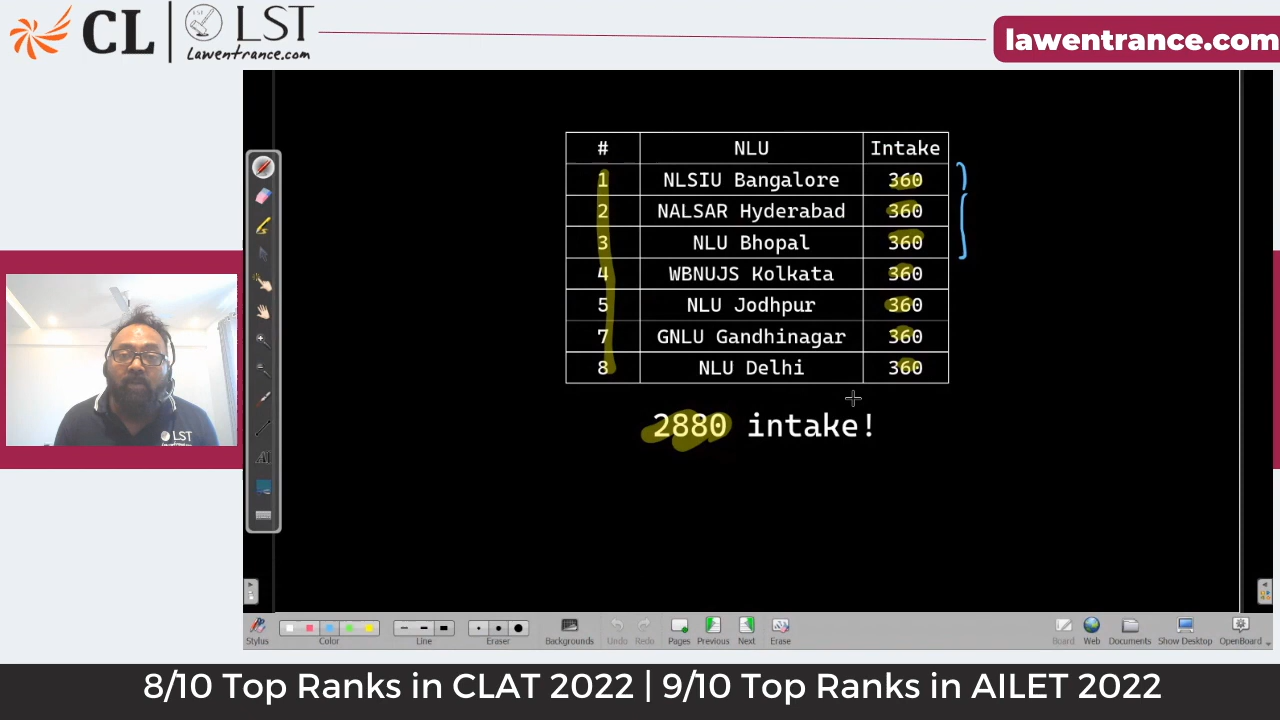 CL LST lawentrance.com
Lawentrance.com
# NLU Intake
1 NLSIU Bangalore 360
2 NALSAR Hyderabad 360
3 NLU Bhopal 360
4 WBNUJS Kolkata 360
5 NLU Jodhpur 360
7 GNLU Gandhinagar 360
8 NLU Delhi 360
2880 intake!
LST
Stylus Color Line Eraser Backgrounds Undo Redo Pages Previous Next Erase Board Web Documents Show Desktop OpenBoard
8/10 Top Ranks in CLAT 2022 | 9/10 Top Ranks in AILET 2022